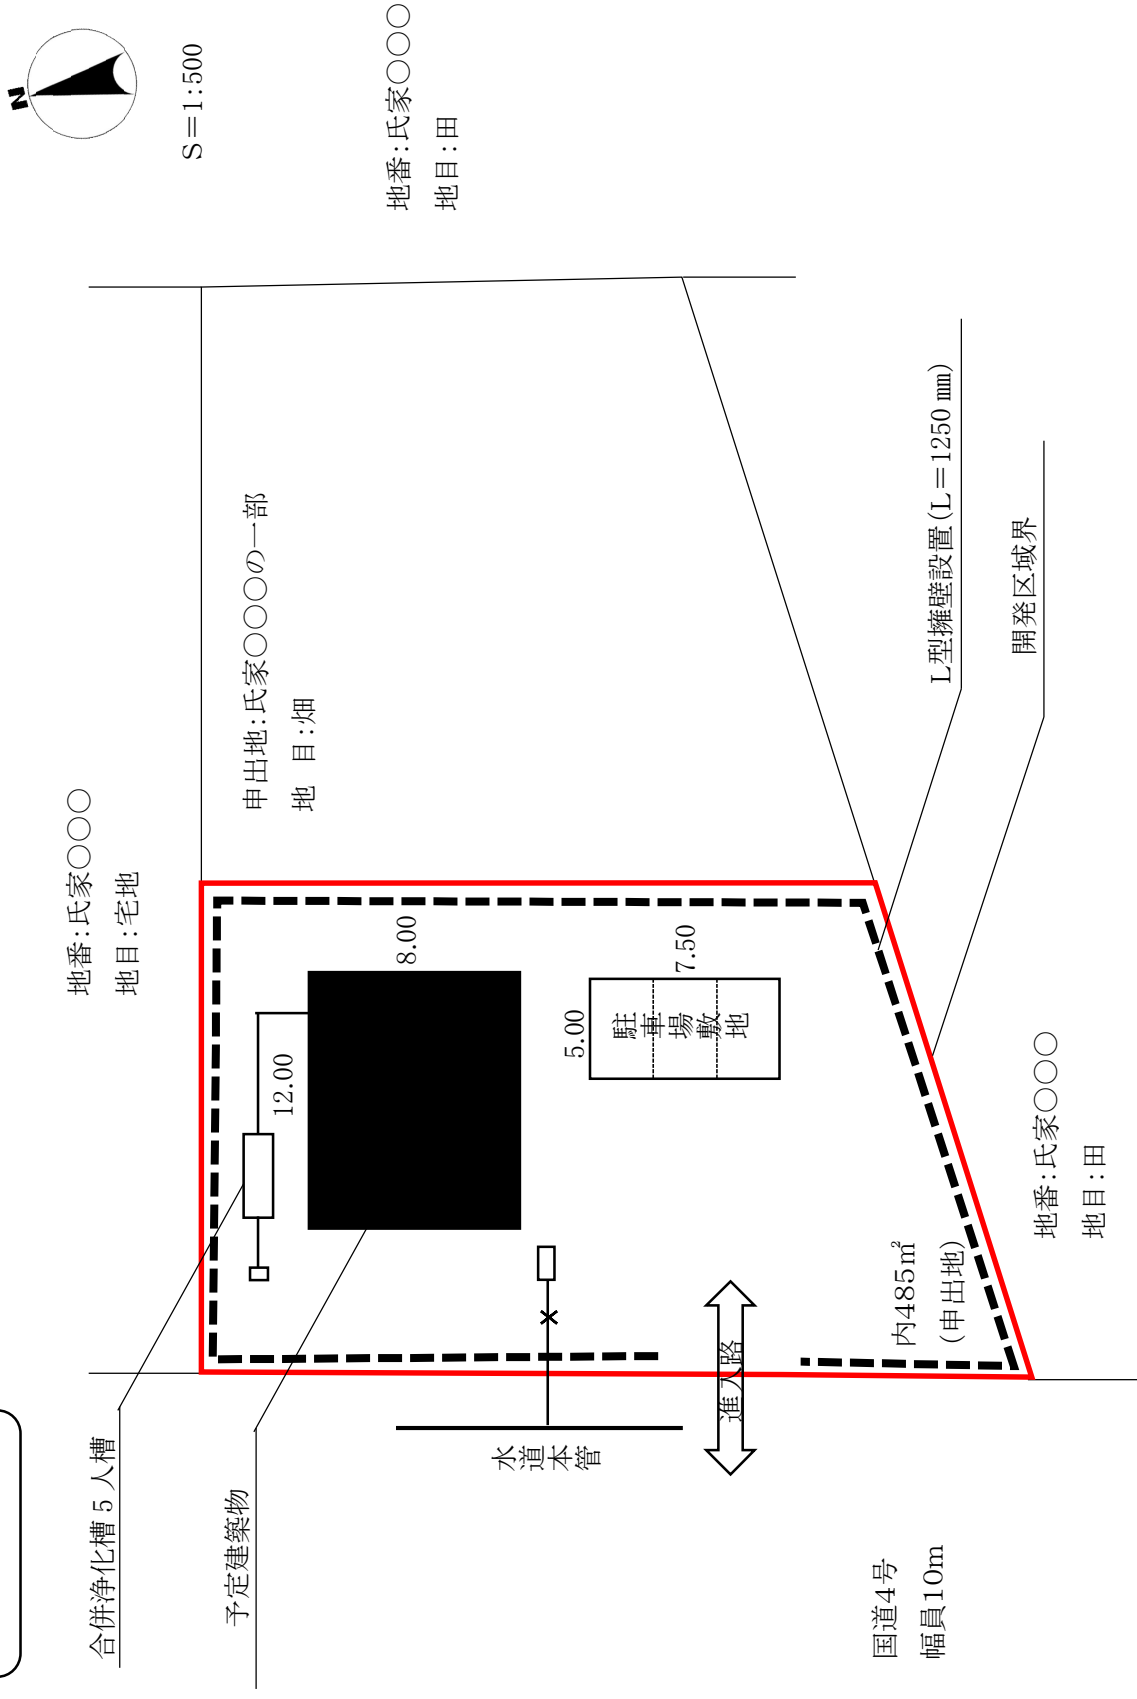 合併浄化槽5人槽
予定建築物
地番:氏家○○○
地目:宅地
N
S＝1:500
地番:氏家○○○
地目:田
申出地:氏家○○○の一部
地　目:畑
12.00
8.00
5.00
7.50
駐車場敷地
水道本管
進入路
国道4号
幅員10m
内485㎡
(申出地)
L型擁壁設置(L＝1250㎜)
開発区域界
地番:氏家○○○
地目:田